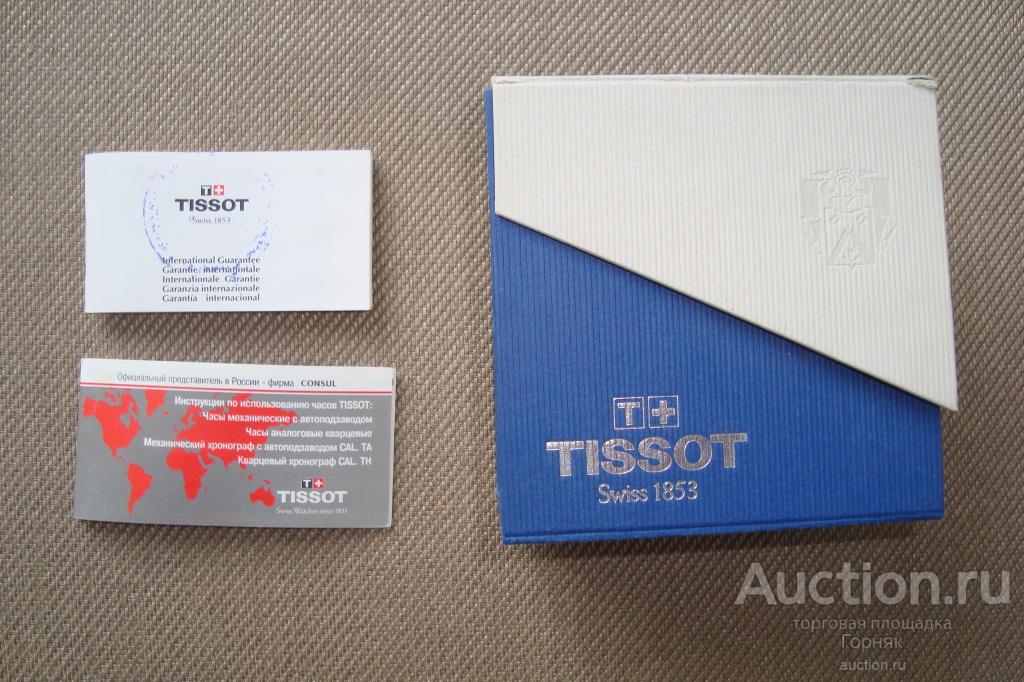 T+
TISSOT
Swiss 1853
International Guarantee
Garantie internationale
Internationale Garantie
Garanzia internazionale
Garantía internacional
Официальный представитель в России - фирма CONSUL
Инструкции по использованию часов TISSOT:
Часы механические с автоподзаводом
Часы аналоговые кварцевые
Механический хронограф с автоподзаводом CAL. TA
Кварцевый хронограф CAL. TH
T+
TISSOT
Swiss Watches since 1853
T+
TISSOT
Swiss 1853
Auction.ru
торговая площадка
Горняк
auction.ru